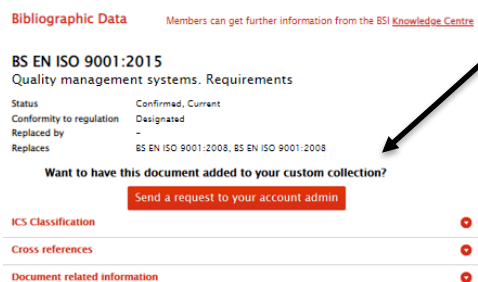 Bibliographic Data Members can get further information from the BSI Knowledge Centre
BS EN ISO 9001:2015
Quality management systems. Requirements
Status Confirmed, Current
Conformity to regulation Designated
Replaced by -
Replaces BS EN ISO 9001:2008, BS EN ISO 9001:2008
Want to have this document added to your custom collection?
Send a request to your account admin
ICS Classification
Cross references
Document related information